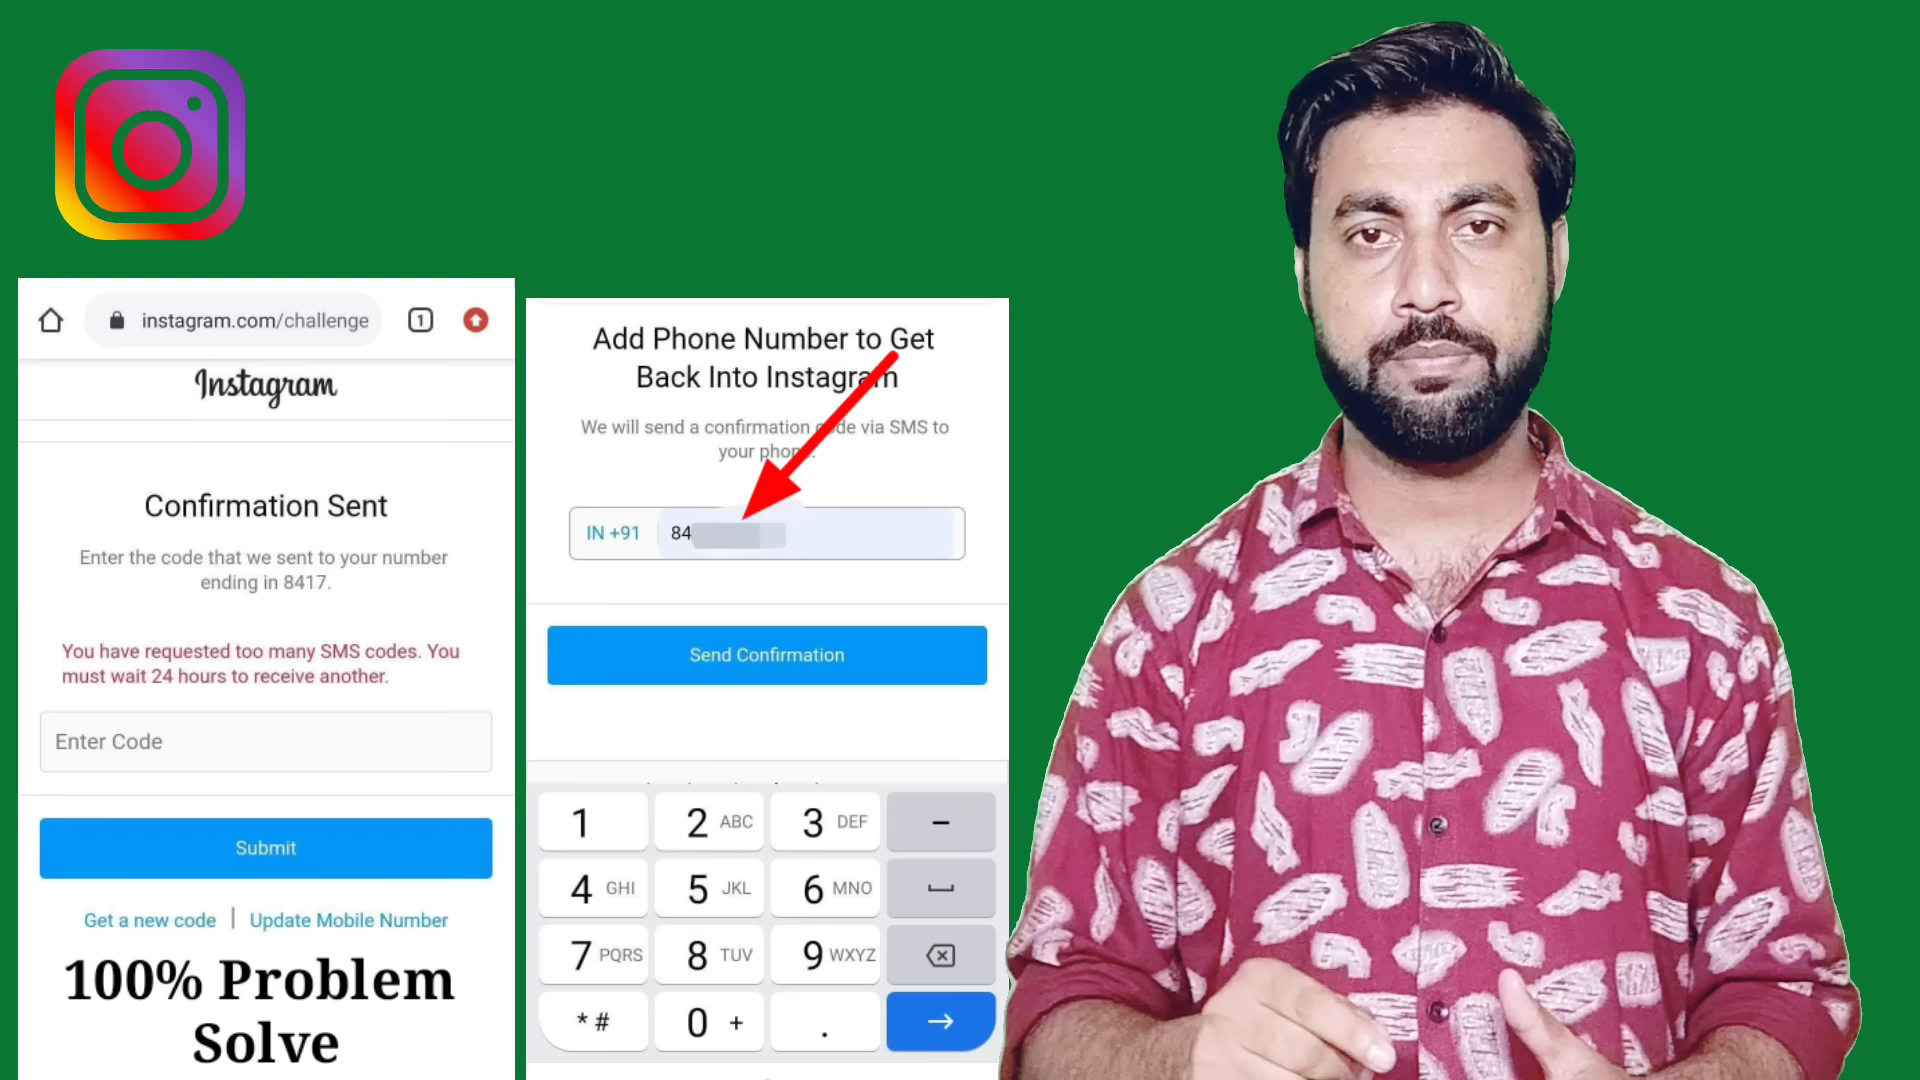 1
instagram.com/challenge
Instagram
Confirmation Sent
Enter the code that we sent to your number
ending in 8417.
You have requested too many SMS codes. You
must wait 24 hours to receive another.
Enter Code
Submit
Get a new code | Update Mobile Number
100% Problem
Solve
Add Phone Number to Get
Back Into Instagram
We will send a confirmation code via SMS to
your phone.
IN +91 84
Send Confirmation
1 2 ABC 3 DEF –
4 GHI 5 JKL 6 MNO
7 PQRS 8 TUV 9 WXYZ
* # 0 + .